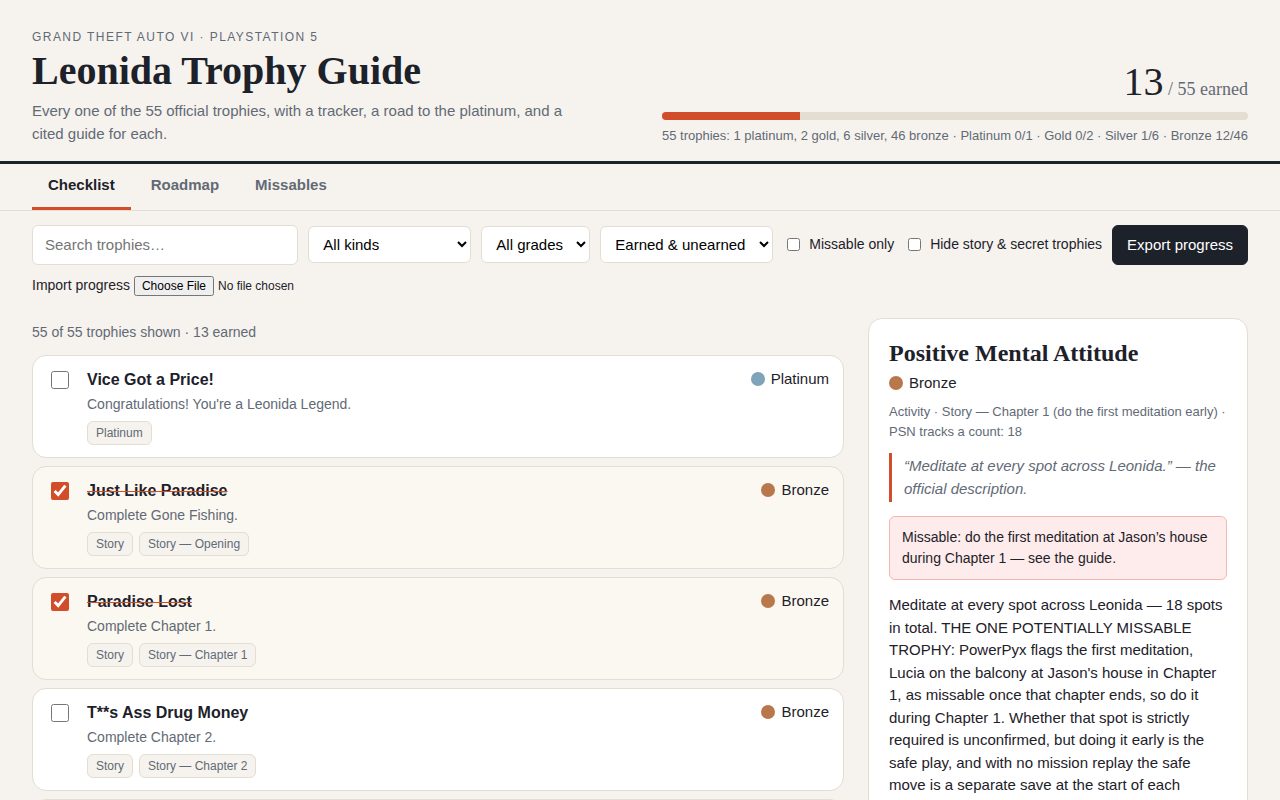 GRAND THEFT AUTO VI · PLAYSTATION 5
Leonida Trophy Guide
Every one of the 55 official trophies, with a tracker, a road to the platinum, and a
cited guide for each.
13 / 55 earned
55 trophies: 1 platinum, 2 gold, 6 silver, 46 bronze · Platinum 0/1 · Gold 0/2 · Silver 1/6 · Bronze 12/46
Checklist Roadmap Missables
Search trophies… All kinds All grades Earned & unearned Missable only Hide story & secret trophies Export progress
Import progress Choose File No file chosen
55 of 55 trophies shown · 13 earned
Vice Got a Price! Platinum
Congratulations! You're a Leonida Legend.
Platinum
Just Like Paradise Bronze
Complete Gone Fishing.
Story Story — Opening
Paradise Lost Bronze
Complete Chapter 1.
Story Story — Chapter 1
T**s Ass Drug Money Bronze
Complete Chapter 2.
Story Story — Chapter 2
Positive Mental Attitude
Bronze
Activity · Story — Chapter 1 (do the first meditation early) ·
PSN tracks a count: 18
“Meditate at every spot across Leonida.” — the
official description.
Missable: do the first meditation at Jason’s house
during Chapter 1 — see the guide.
Meditate at every spot across Leonida — 18 spots
in total. THE ONE POTENTIALLY MISSABLE
TROPHY: PowerPyx flags the first meditation,
Lucia on the balcony at Jason's house in Chapter
1, as missable once that chapter ends, so do it
during Chapter 1. Whether that spot is strictly
required is unconfirmed, but doing it early is the
safe play, and with no mission replay the safe
move is a separate save at the start of each